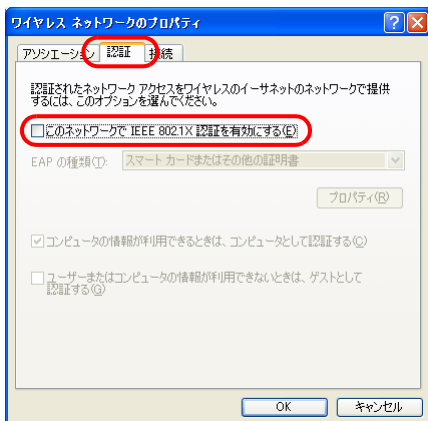 ワイヤレス ネットワークのプロパティ
アソシエーション 認証 接続
認証されたネットワーク アクセスをワイヤレスのイーサネットのネットワークで提供
するには、このオプションを選んでください。
このネットワークで IEEE 802.1X 認証を有効にする(E)
EAP の種類(T): スマート カードまたはその他の証明書
プロパティ(R)
コンピュータの情報が利用できるときは、コンピュータとして認証する(C)
ユーザーまたはコンピュータの情報が利用できないときは、ゲストとして
認証する(G)
OK キャンセル